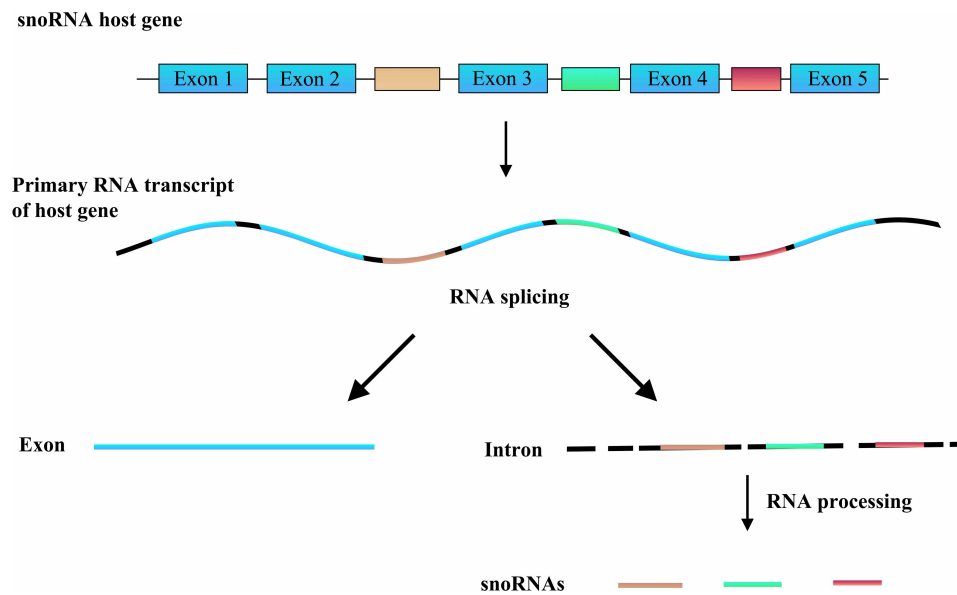 snoRNA host gene
Exon 1 Exon 2 Exon 3 Exon 4 Exon 5
Primary RNA transcript
of host gene
RNA splicing
Exon
Intron
RNA processing
snoRNAs